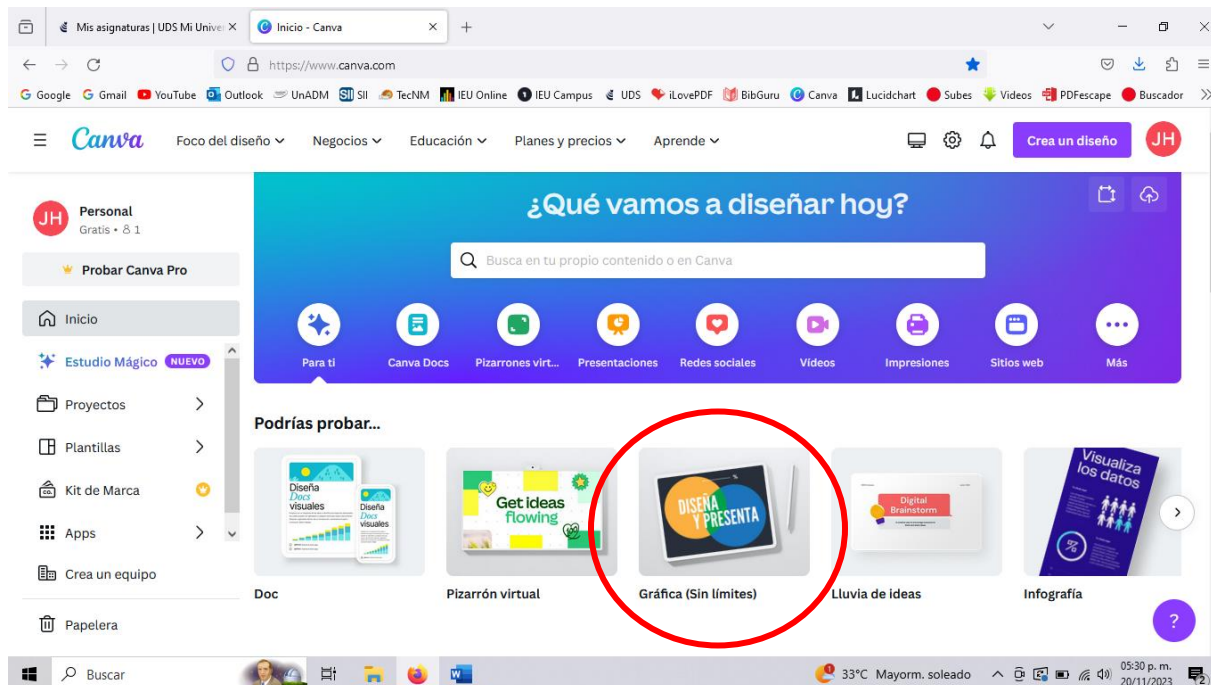 Mis asignaturas | UDS Mi Univer
Inicio - Canva
https://www.canva.com
Google Gmail YouTube Outlook UnADM SII SII TecNM IEU Online IEU Campus UDS iLovePDF BibGuru Canva Lucidchart Subes Videos PDFescape Buscador
Canva Foco del diseño Negocios Educación Planes y precios Aprende Crea un diseño JH
JH Personal
Gratis • 1
Probar Canva Pro
Inicio
Estudio Mágico NUEVO
Proyectos
Plantillas
Kit de Marca
Apps
Crea un equipo
Papelera
¿Qué vamos a diseñar hoy?
Busca en tu propio contenido o en Canva
Para ti Canva Docs Pizarrones virt... Presentaciones Redes sociales Vídeos Impresiones Sitios web Más
Podrías probar...
Diseña
Docs
visuales
Diseña
Docs
visuales
Doc
Get ideas
flowing
Pizarrón virtual
DISEÑA
Y PRESENTA
Gráfica (Sin límites)
Digital
Brainstorm
Lluvia de ideas
Visualiza
los datos
%
Infografía
?
Buscar
33°C Mayorm. soleado
05:30 p. m.
20/11/2023
2